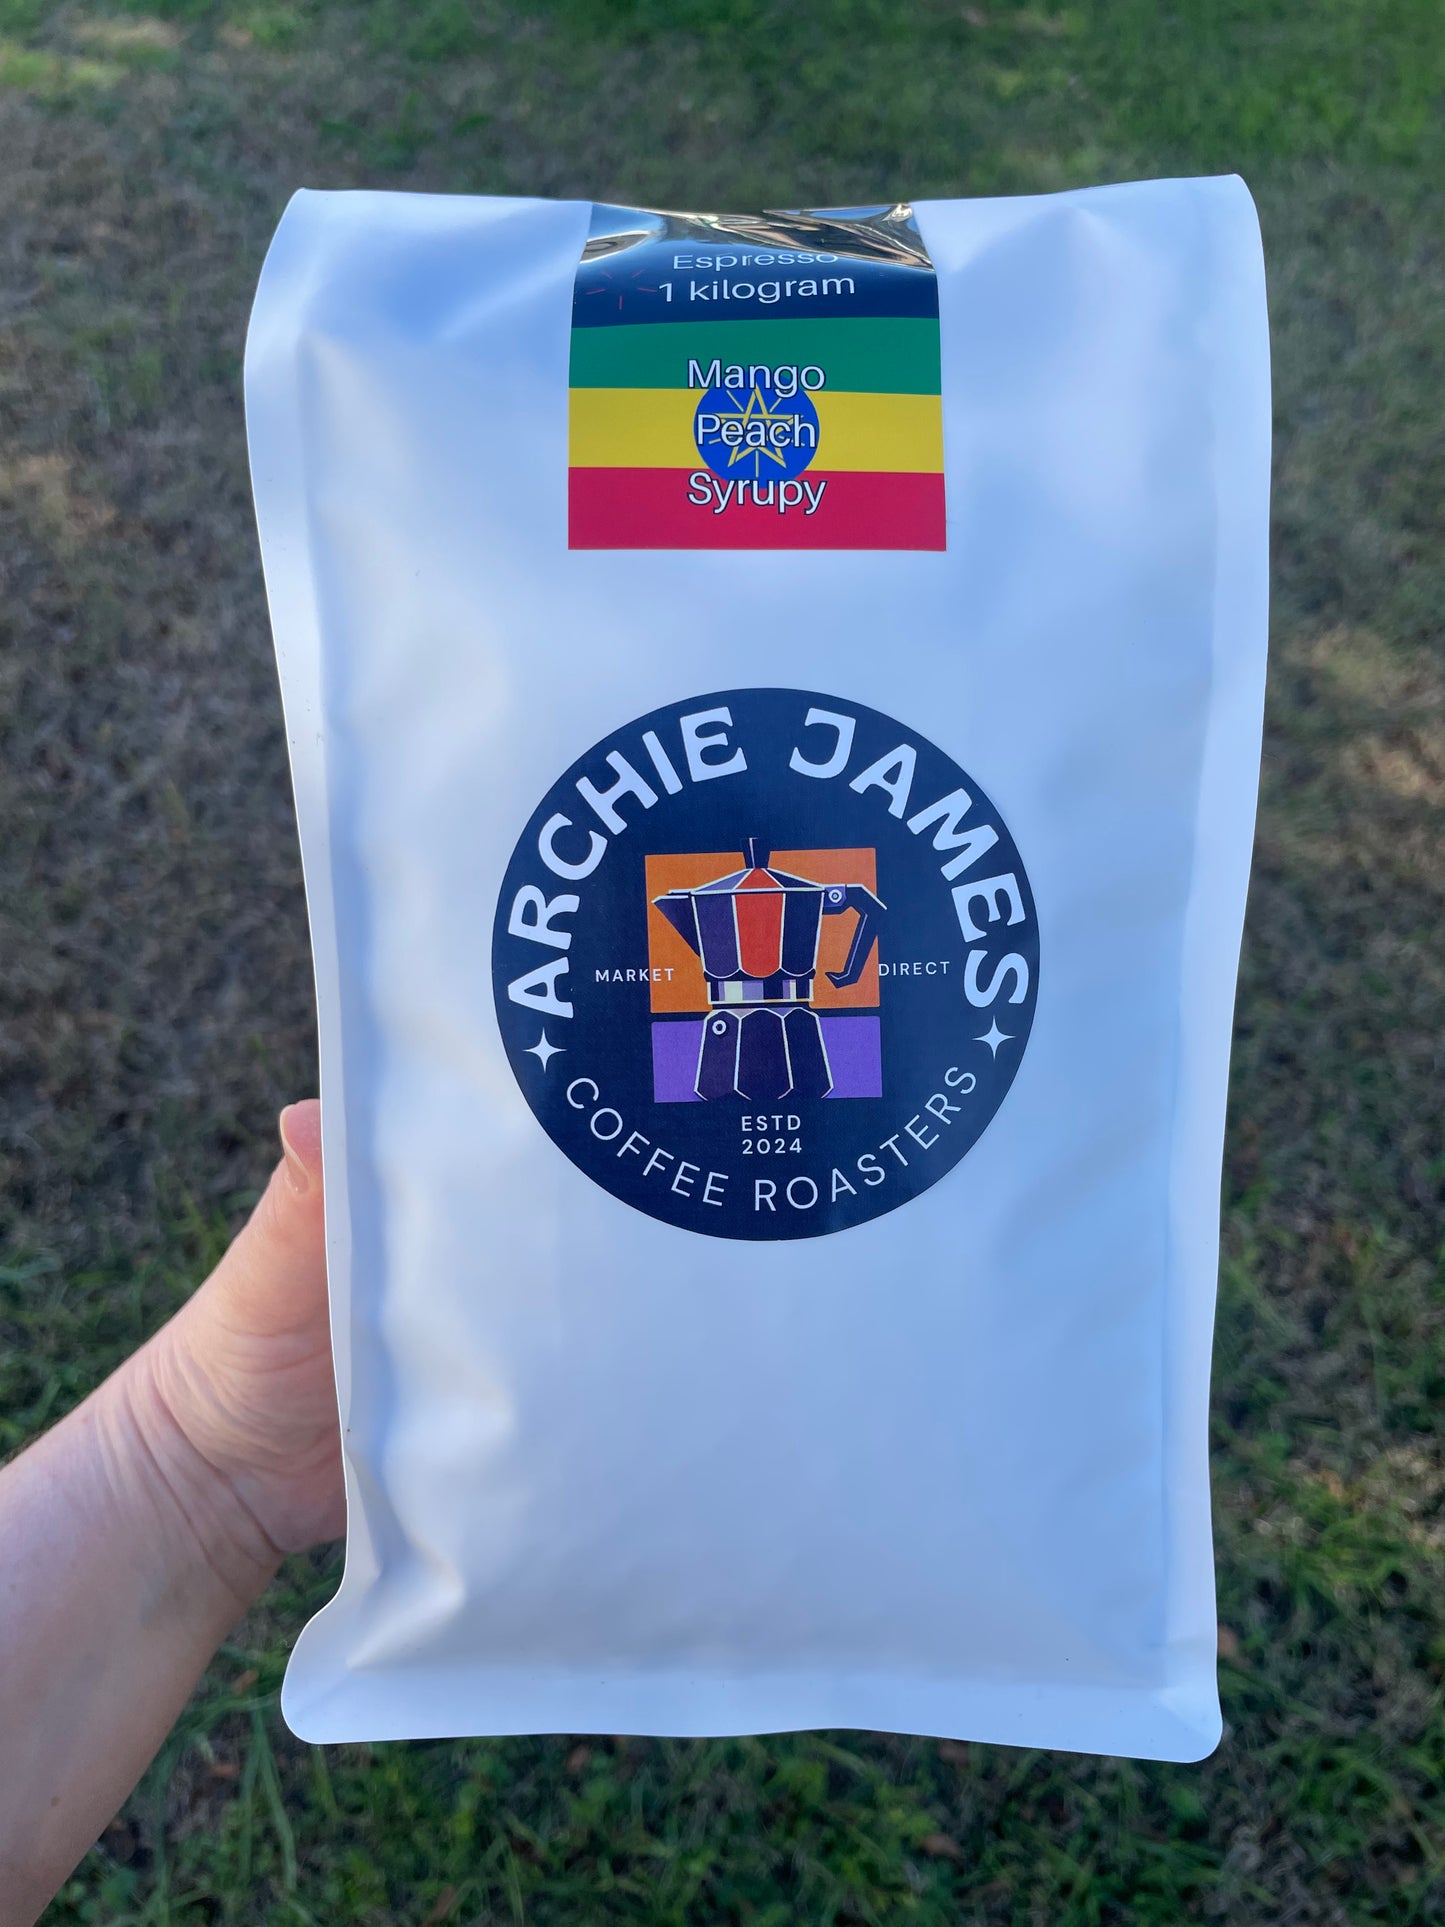 Espresso
1 kilogram
Mango
Peach
Syrupy
ARCHIE JAMES
MARKET DIRECT
ESTD
2024
COFFEE ROASTERS